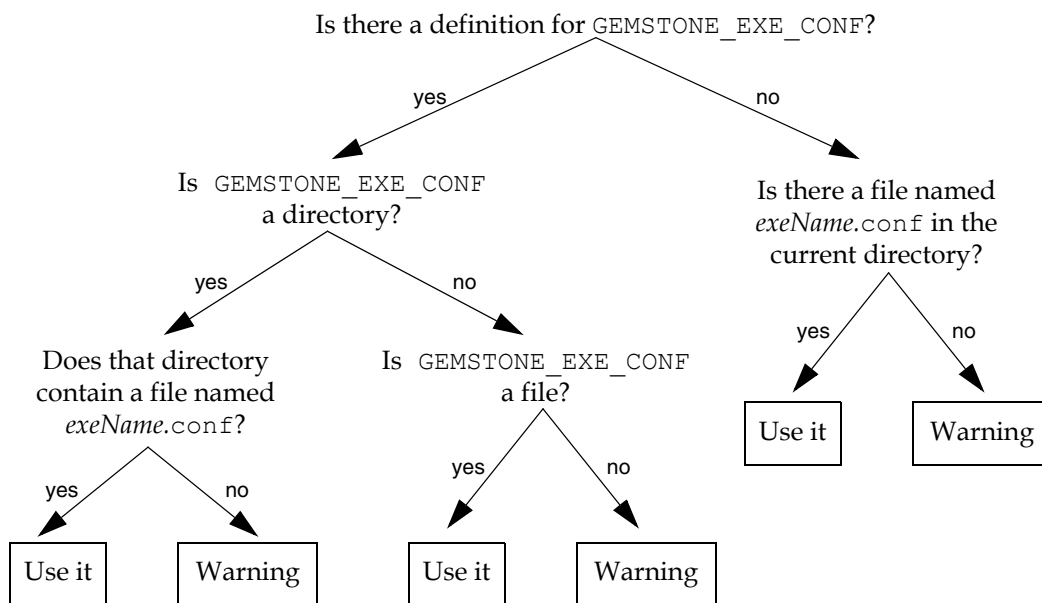 Is there a definition for GEMSTONE_EXE_CONF?
yes
no
Is GEMSTONE_EXE_CONF
a directory?
Is there a file named
exeName.conf in the
current directory?
yes
no
yes
no
Does that directory
contain a file named
exeName.conf?
Is GEMSTONE_EXE_CONF
a file?
Use it
Warning
yes
no
yes
no
Use it
Warning
Use it
Warning